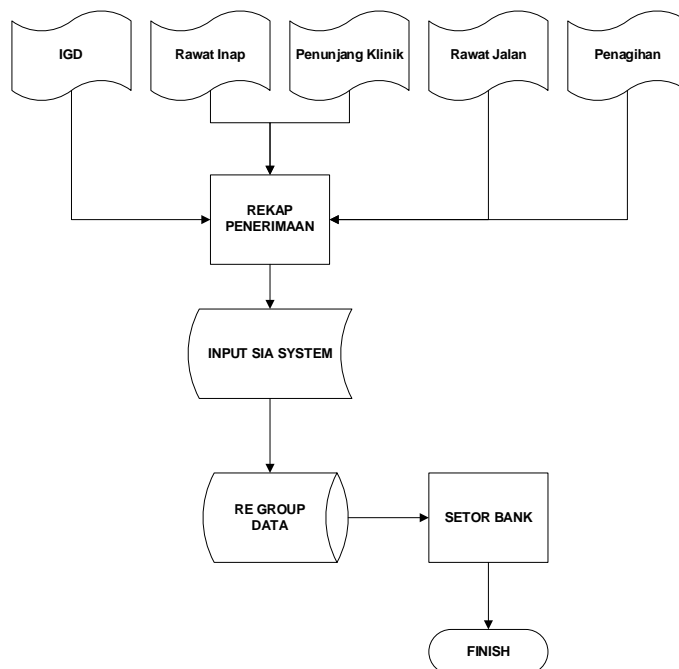 IGD
Rawat Inap
Penunjang Klinik
Rawat Jalan
Penagihan
REKAP
PENERIMAAN
INPUT SIA SYSTEM
RE GROUP
DATA
SETOR BANK
FINISH